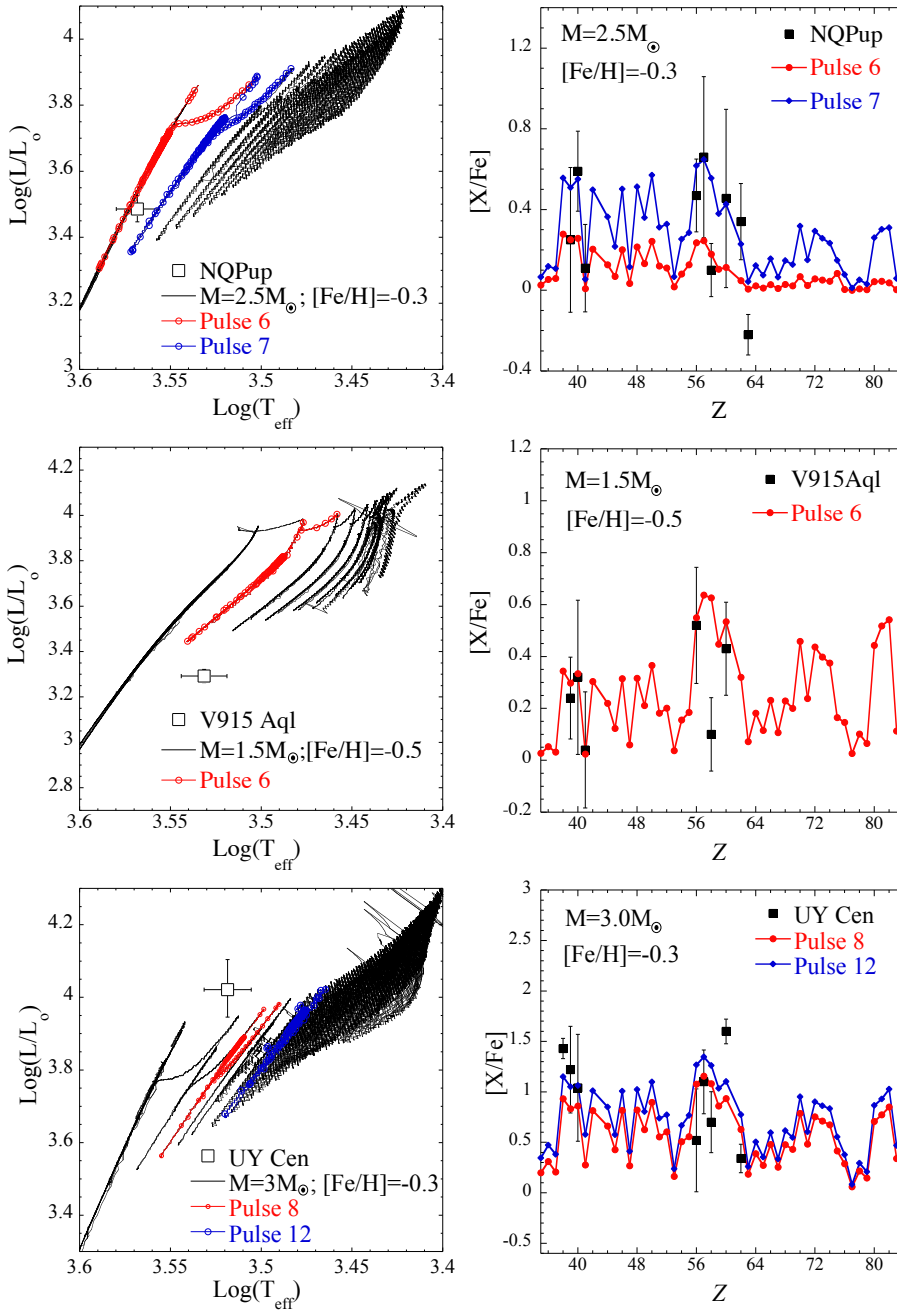 4
3.8
3.6
3.4
3.2
3
3.6
3.55
3.5
3.45
3.4
Log(L/L_o)
Log(T_eff)
NQPup
M=2.5M☉; [Fe/H]=-0.3
Pulse 6
Pulse 7
1.2
0.8
0.4
0
-0.4
40
48
56
64
72
80
[X/Fe]
Z
M=2.5M☉
[Fe/H]=-0.3
NQPup
Pulse 6
Pulse 7
4.2
4
3.8
3.6
3.4
3.2
3
2.8
3.6
3.55
3.5
3.45
3.4
Log(L/L_o)
Log(T_eff)
V915 Aql
M=1.5M☉;[Fe/H]=-0.5
Pulse 6
1.2
1
0.8
0.6
0.4
0.2
0
-0.2
40
48
56
64
72
80
[X/Fe]
Z
M=1.5M☉
[Fe/H]=-0.5
V915Aql
Pulse 6
4.2
4
3.8
3.6
3.4
3.6
3.55
3.5
3.45
3.4
Log(L/L_o)
Log(T_eff)
UY Cen
M=3M☉; [Fe/H]=-0.3
Pulse 8
Pulse 12
3
2.5
2
1.5
1
0.5
0
-0.5
40
48
56
64
72
80
[X/Fe]
Z
M=3.0M☉
[Fe/H]=-0.3
UY Cen
Pulse 8
Pulse 12